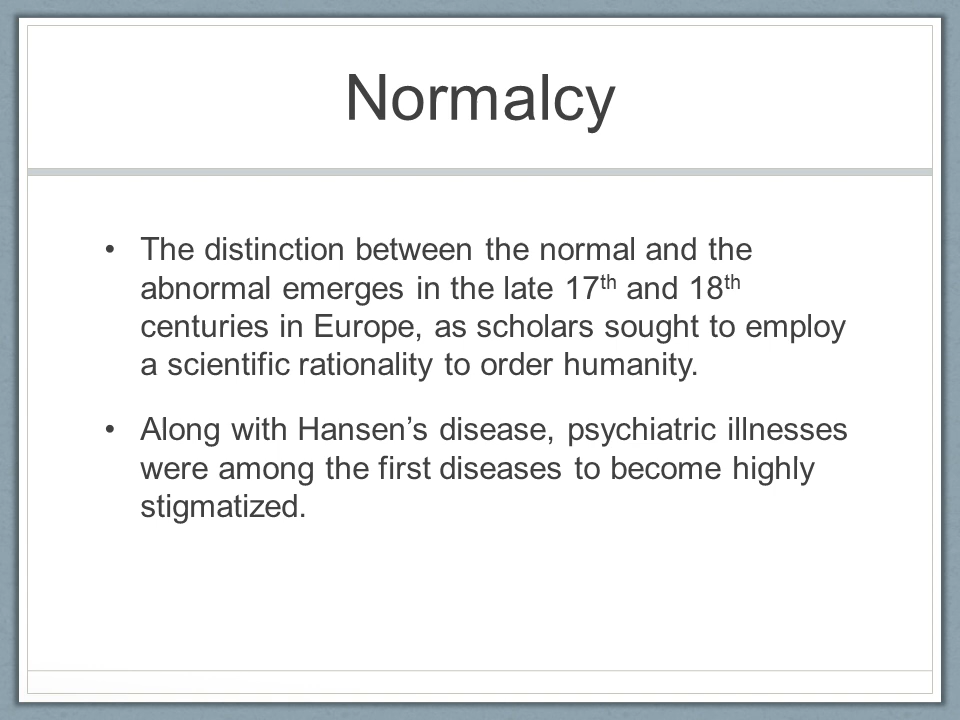 Normalcy
• The distinction between the normal and the
abnormal emerges in the late 17th and 18th
centuries in Europe, as scholars sought to employ
a scientific rationality to order humanity.
• Along with Hansen’s disease, psychiatric illnesses
were among the first diseases to become highly
stigmatized.